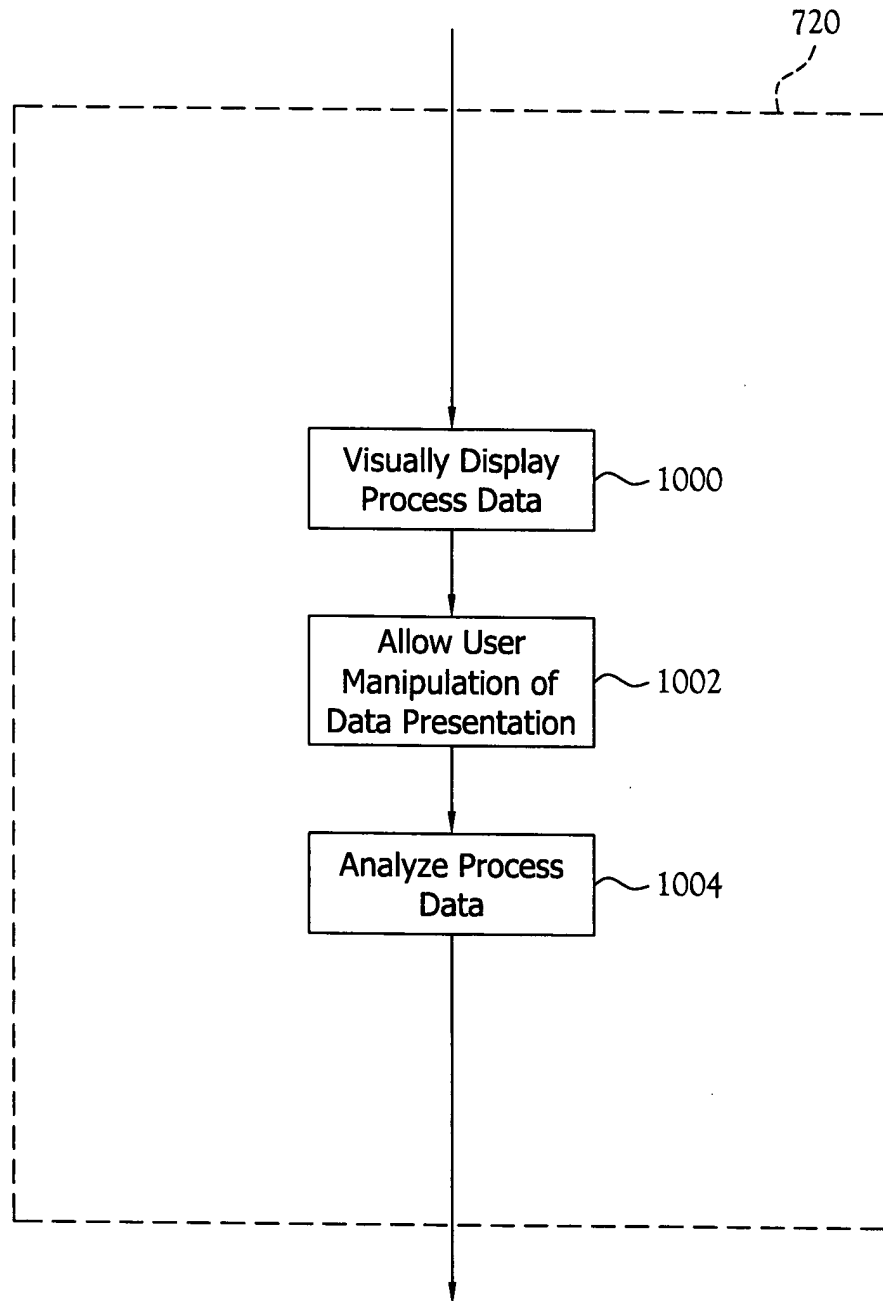 720
Visually Display
Process Data
1000
Allow User
Manipulation of
Data Presentation
1002
Analyze Process
Data
1004